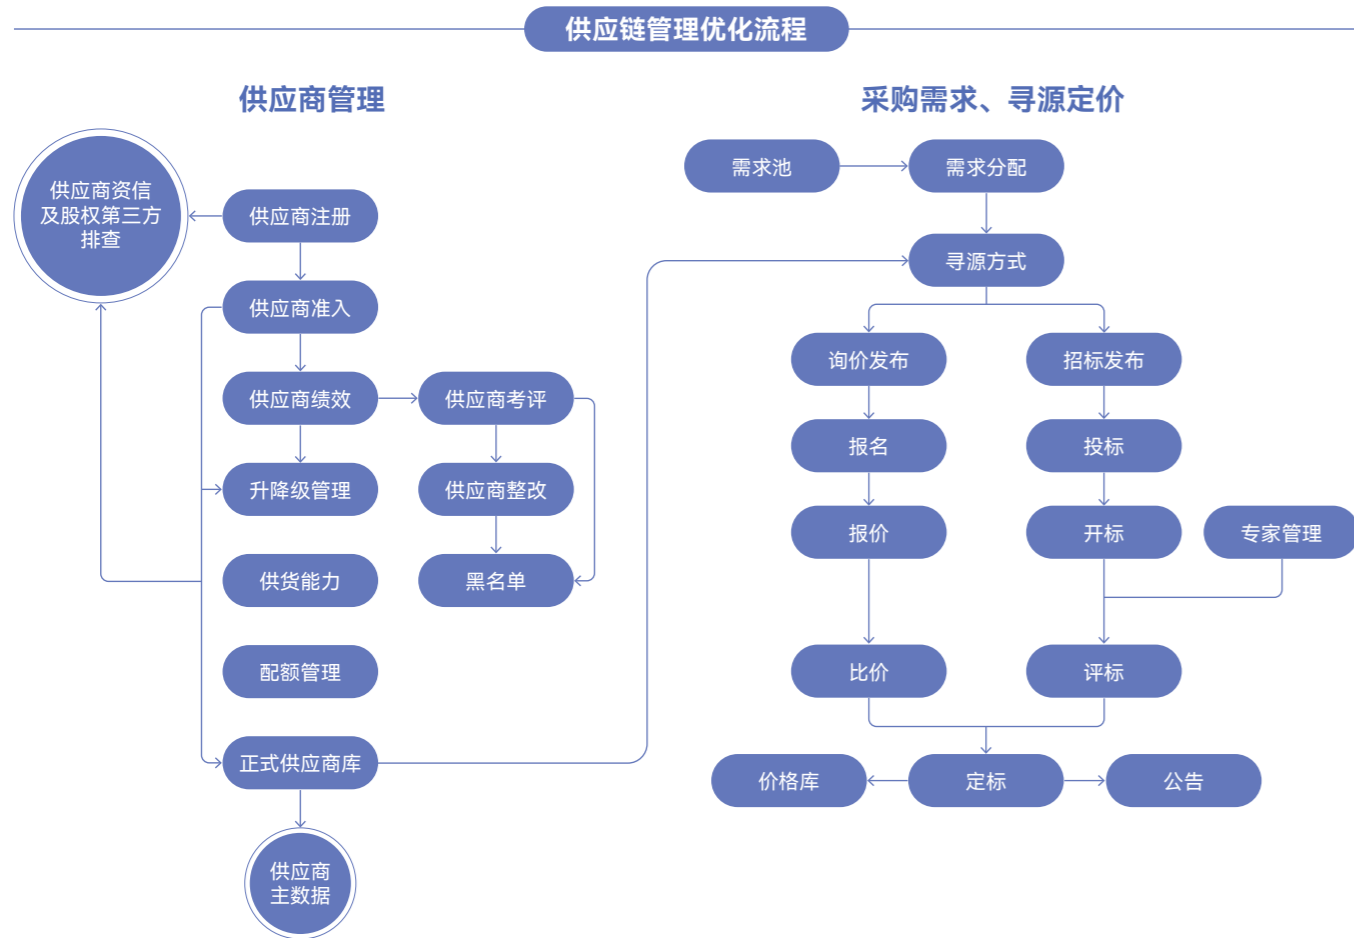 供应链管理优化流程
供应商管理
供应商资信
及股权第三方
排查
供应商注册
供应商准入
供应商绩效
供应商考评
升降级管理
供应商整改
供货能力
黑名单
配额管理
正式供应商库
供应商
主数据
采购需求、寻源定价
需求池
需求分配
寻源方式
询价发布
招标发布
报名
投标
报价
开标
专家管理
比价
评标
价格库
定标
公告